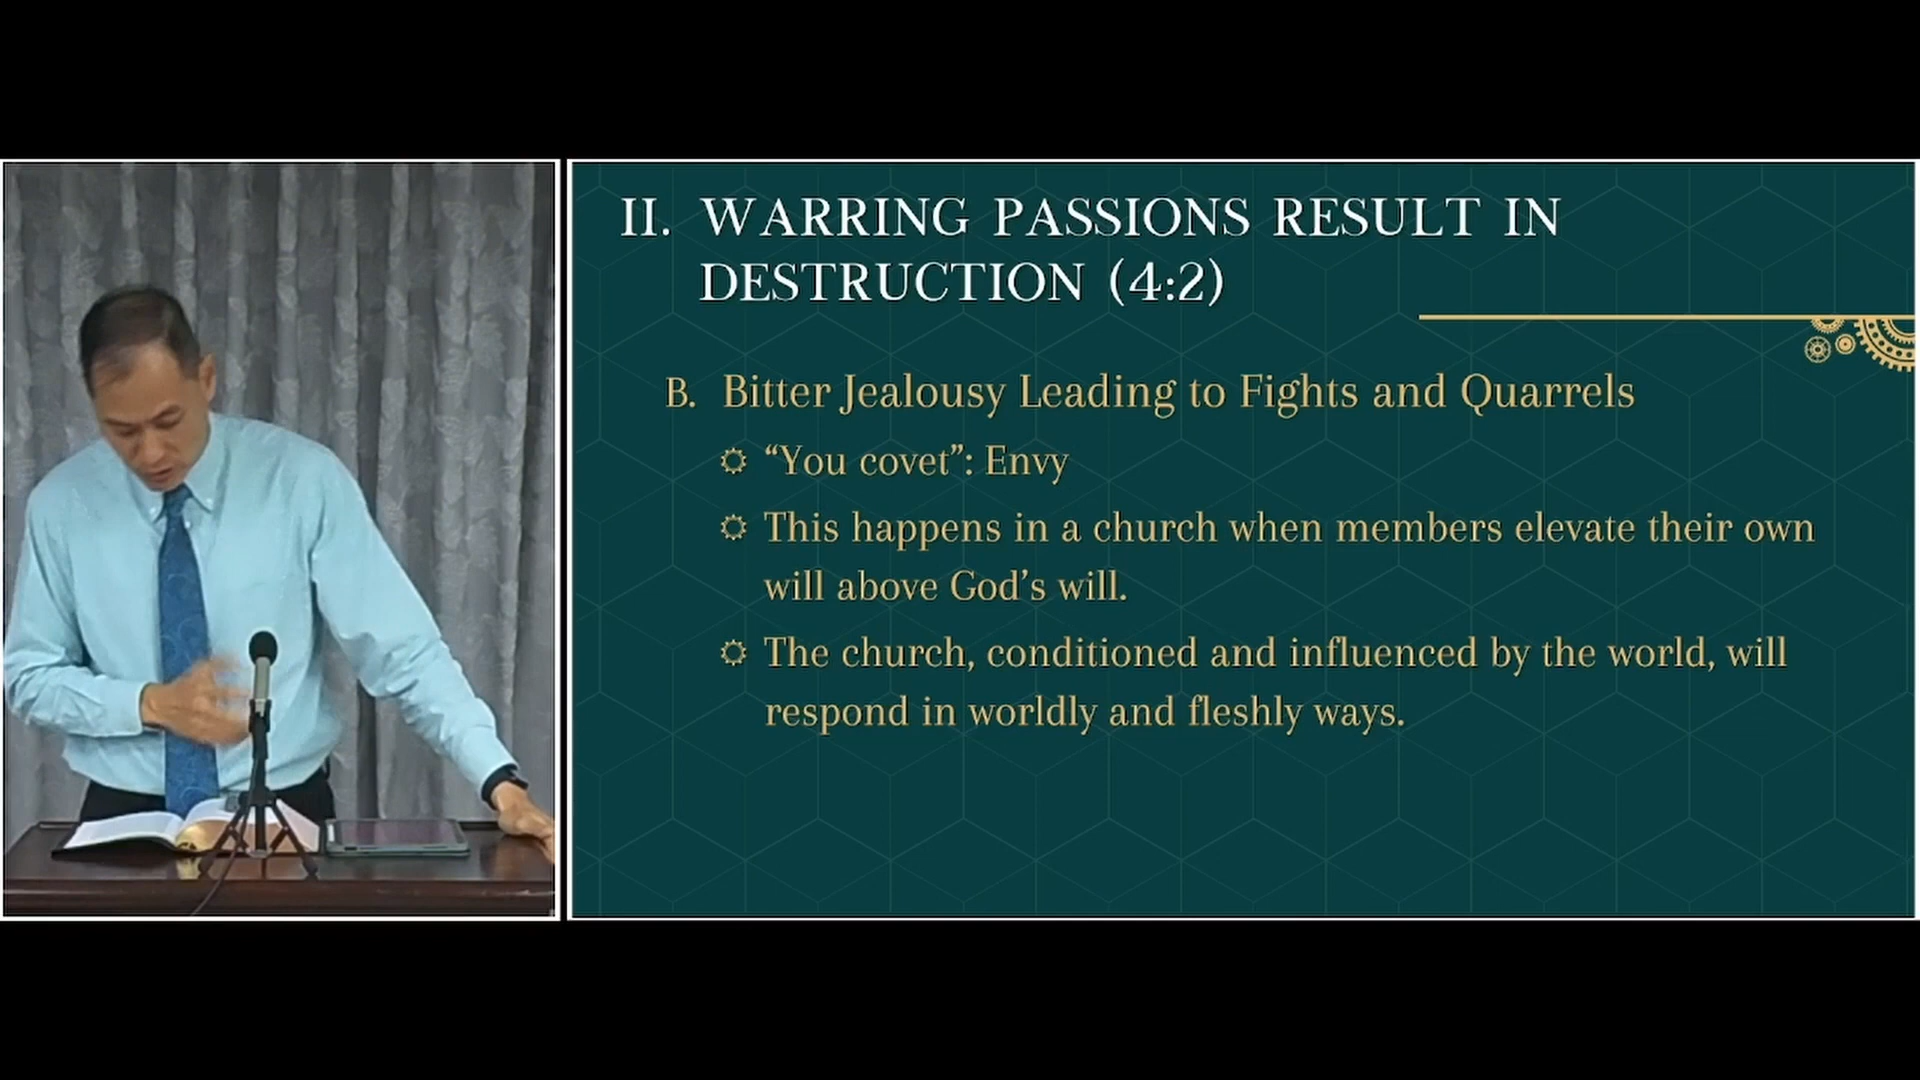 II. WARRING PASSIONS RESULT IN
DESTRUCTION (4:2)
B. Bitter Jealousy Leading to Fights and Quarrels
“You covet”: Envy
This happens in a church when members elevate their own
will above God’s will.
The church, conditioned and influenced by the world, will
respond in worldly and fleshly ways.